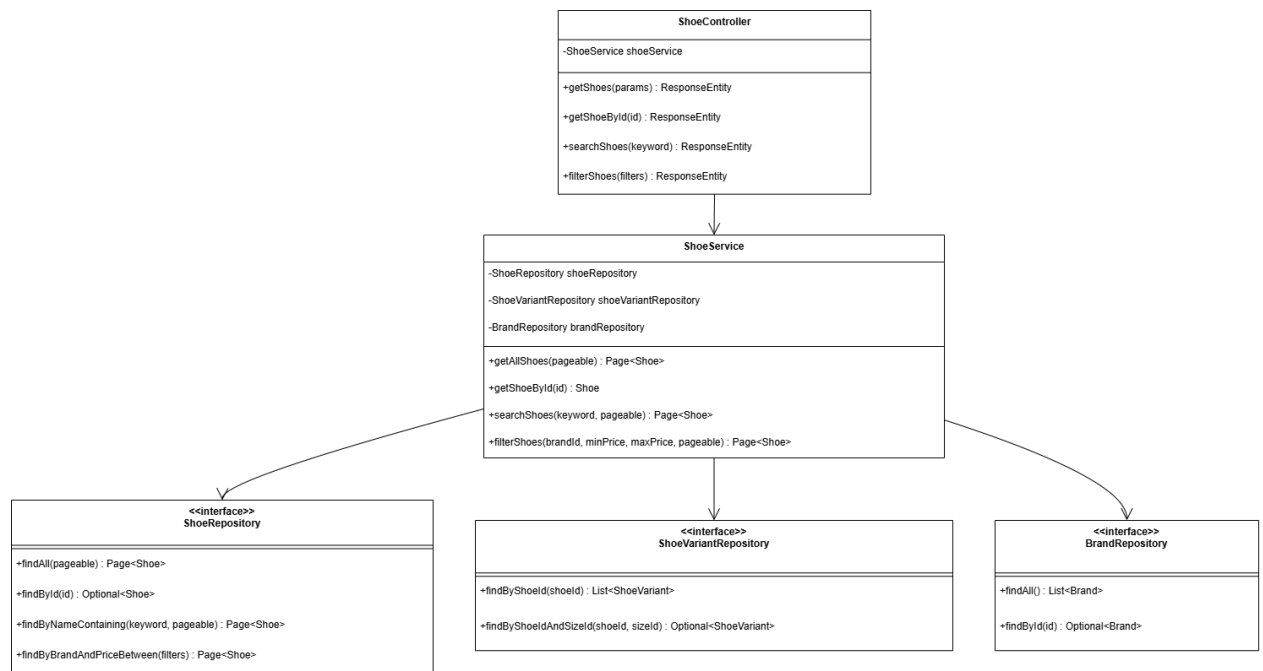 ShoeController
-ShoeService shoeService
+getShoes(params) : ResponseEntity
+getShoeById(id) : ResponseEntity
+searchShoes(keyword) : ResponseEntity
+filterShoes(filters) : ResponseEntity
ShoeService
-ShoeRepository shoeRepository
-ShoeVariantRepository shoeVariantRepository
-BrandRepository brandRepository
+getAllShoes(pageable) : Page<Shoe>
+getShoeById(id) : Shoe
+searchShoes(keyword, pageable) : Page<Shoe>
+filterShoes(brandId, minPrice, maxPrice, pageable) : Page<Shoe>
<<interface>>
ShoeRepository
+findAll(pageable) : Page<Shoe>
+findById(id) : Optional<Shoe>
+findByNameContaining(keyword, pageable) : Page<Shoe>
+findByBrandAndPriceBetween(filters) : Page<Shoe>
<<interface>>
ShoeVariantRepository
+findByShoeId(shoeId) : List<ShoeVariant>
+findByShoeIdAndSizeId(shoeId, sizeId) : Optional<ShoeVariant>
<<interface>>
BrandRepository
+findAll() : List<Brand>
+findById(id) : Optional<Brand>